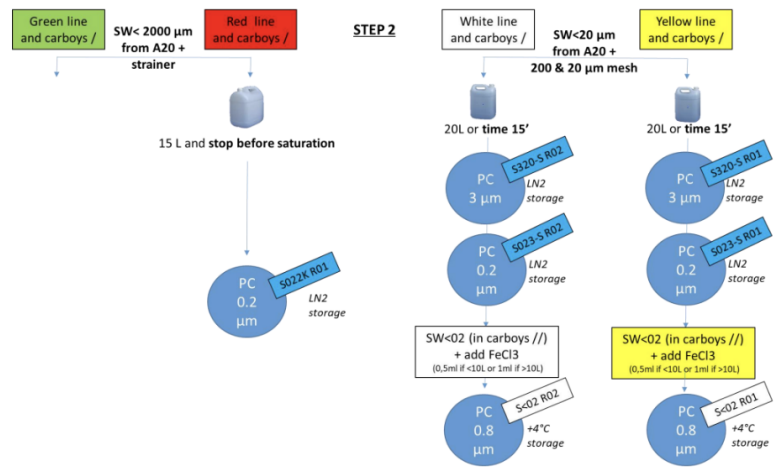 Green line
and carboys /
SW< 2000 µm
from A20 +
strainer
Red line
and carboys /
15 L and stop before saturation
PC
0.2
µm
S022K R01
LN2
storage
STEP 2
White line
and carboys /
SW<20 µm
from A20 +
200 & 20 µm mesh
Yellow line
and carboys /
20L or time 15’
PC
3 µm
S320-S R02
LN2
storage
PC
0.2
µm
S023-S R02
LN2
storage
SW<02 (in carboys //)
+ add FeCl3
(0,5ml if <10L or 1ml if >10L)
PC
0.8
µm
S<02 R02
+4°C
storage
20L or time 15’
PC
3 µm
S320-S R01
LN2
storage
PC
0.2
µm
S023-S R01
LN2
storage
SW<02 (in carboys //)
+ add FeCl3
(0,5ml if <10L or 1ml if >10L)
PC
0.8
µm
S<02 R01
+4°C
storage